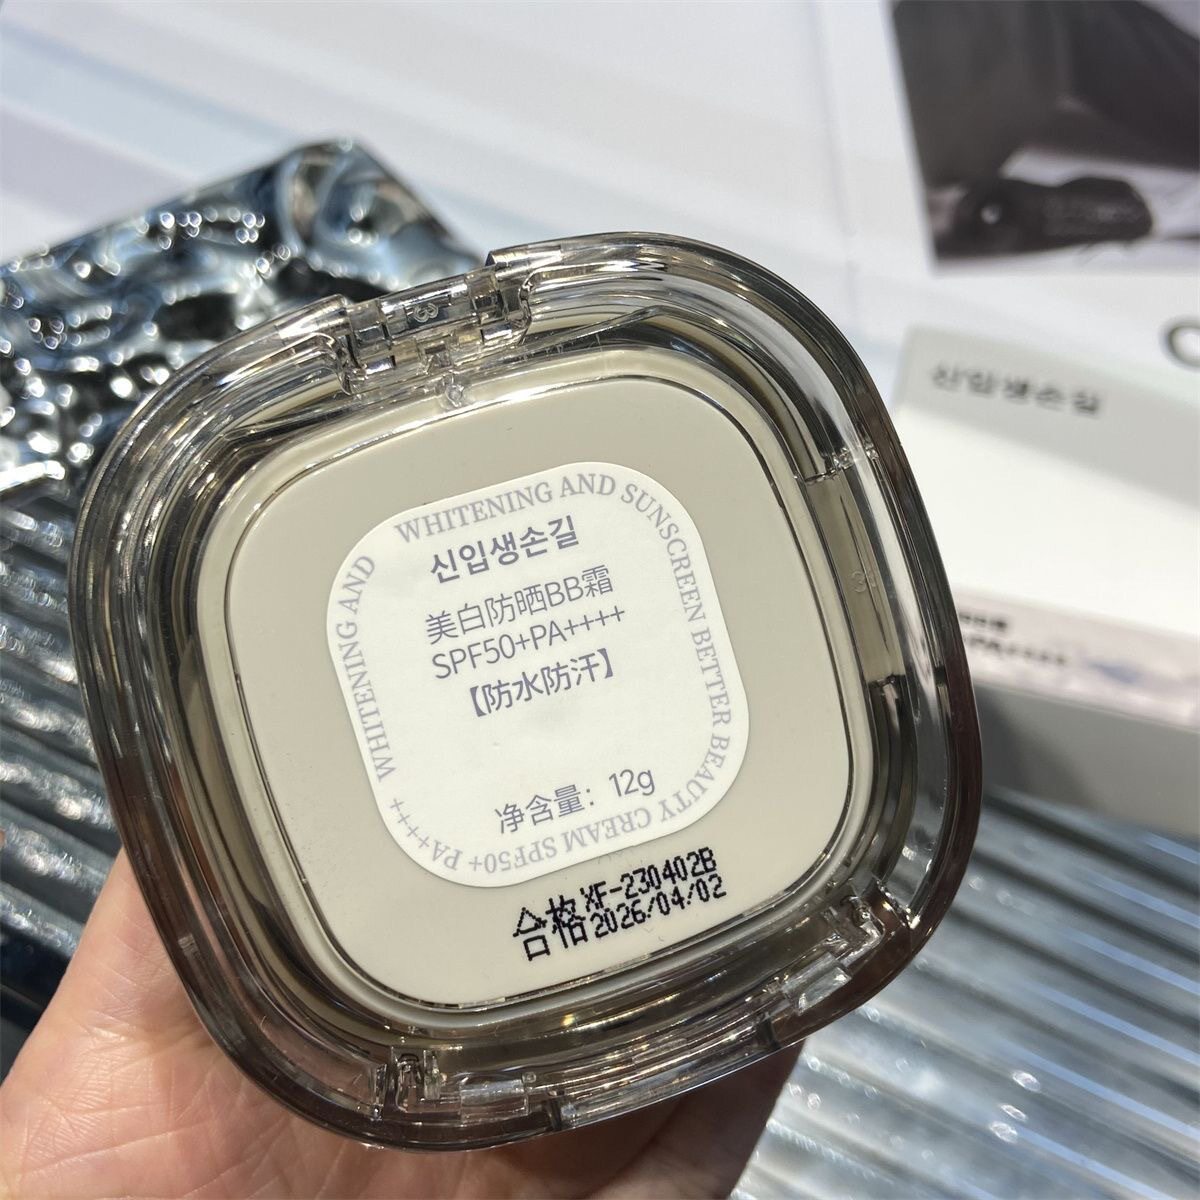 WHITENING AND SUNSCREEN BETTER BEAUTY CREAM SPF50+ PA++++
WHITENING AND
신입생손길
美白防晒BB霜
SPF50+PA++++
【防水防汗】
净含量：12g
合格
XF-230402B
2026/04/02
신입생손길